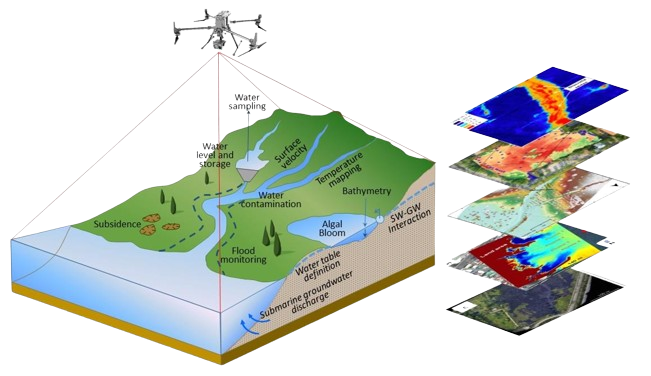 Water
sampling
Water
level and
storage
Surface
velocity
Temperature
mapping
Water
contamination
Bathymetry
Subsidence
Algal
Bloom
SW-GW
Interaction
Flood
monitoring
Water table
definition
Submarine groundwater
discharge